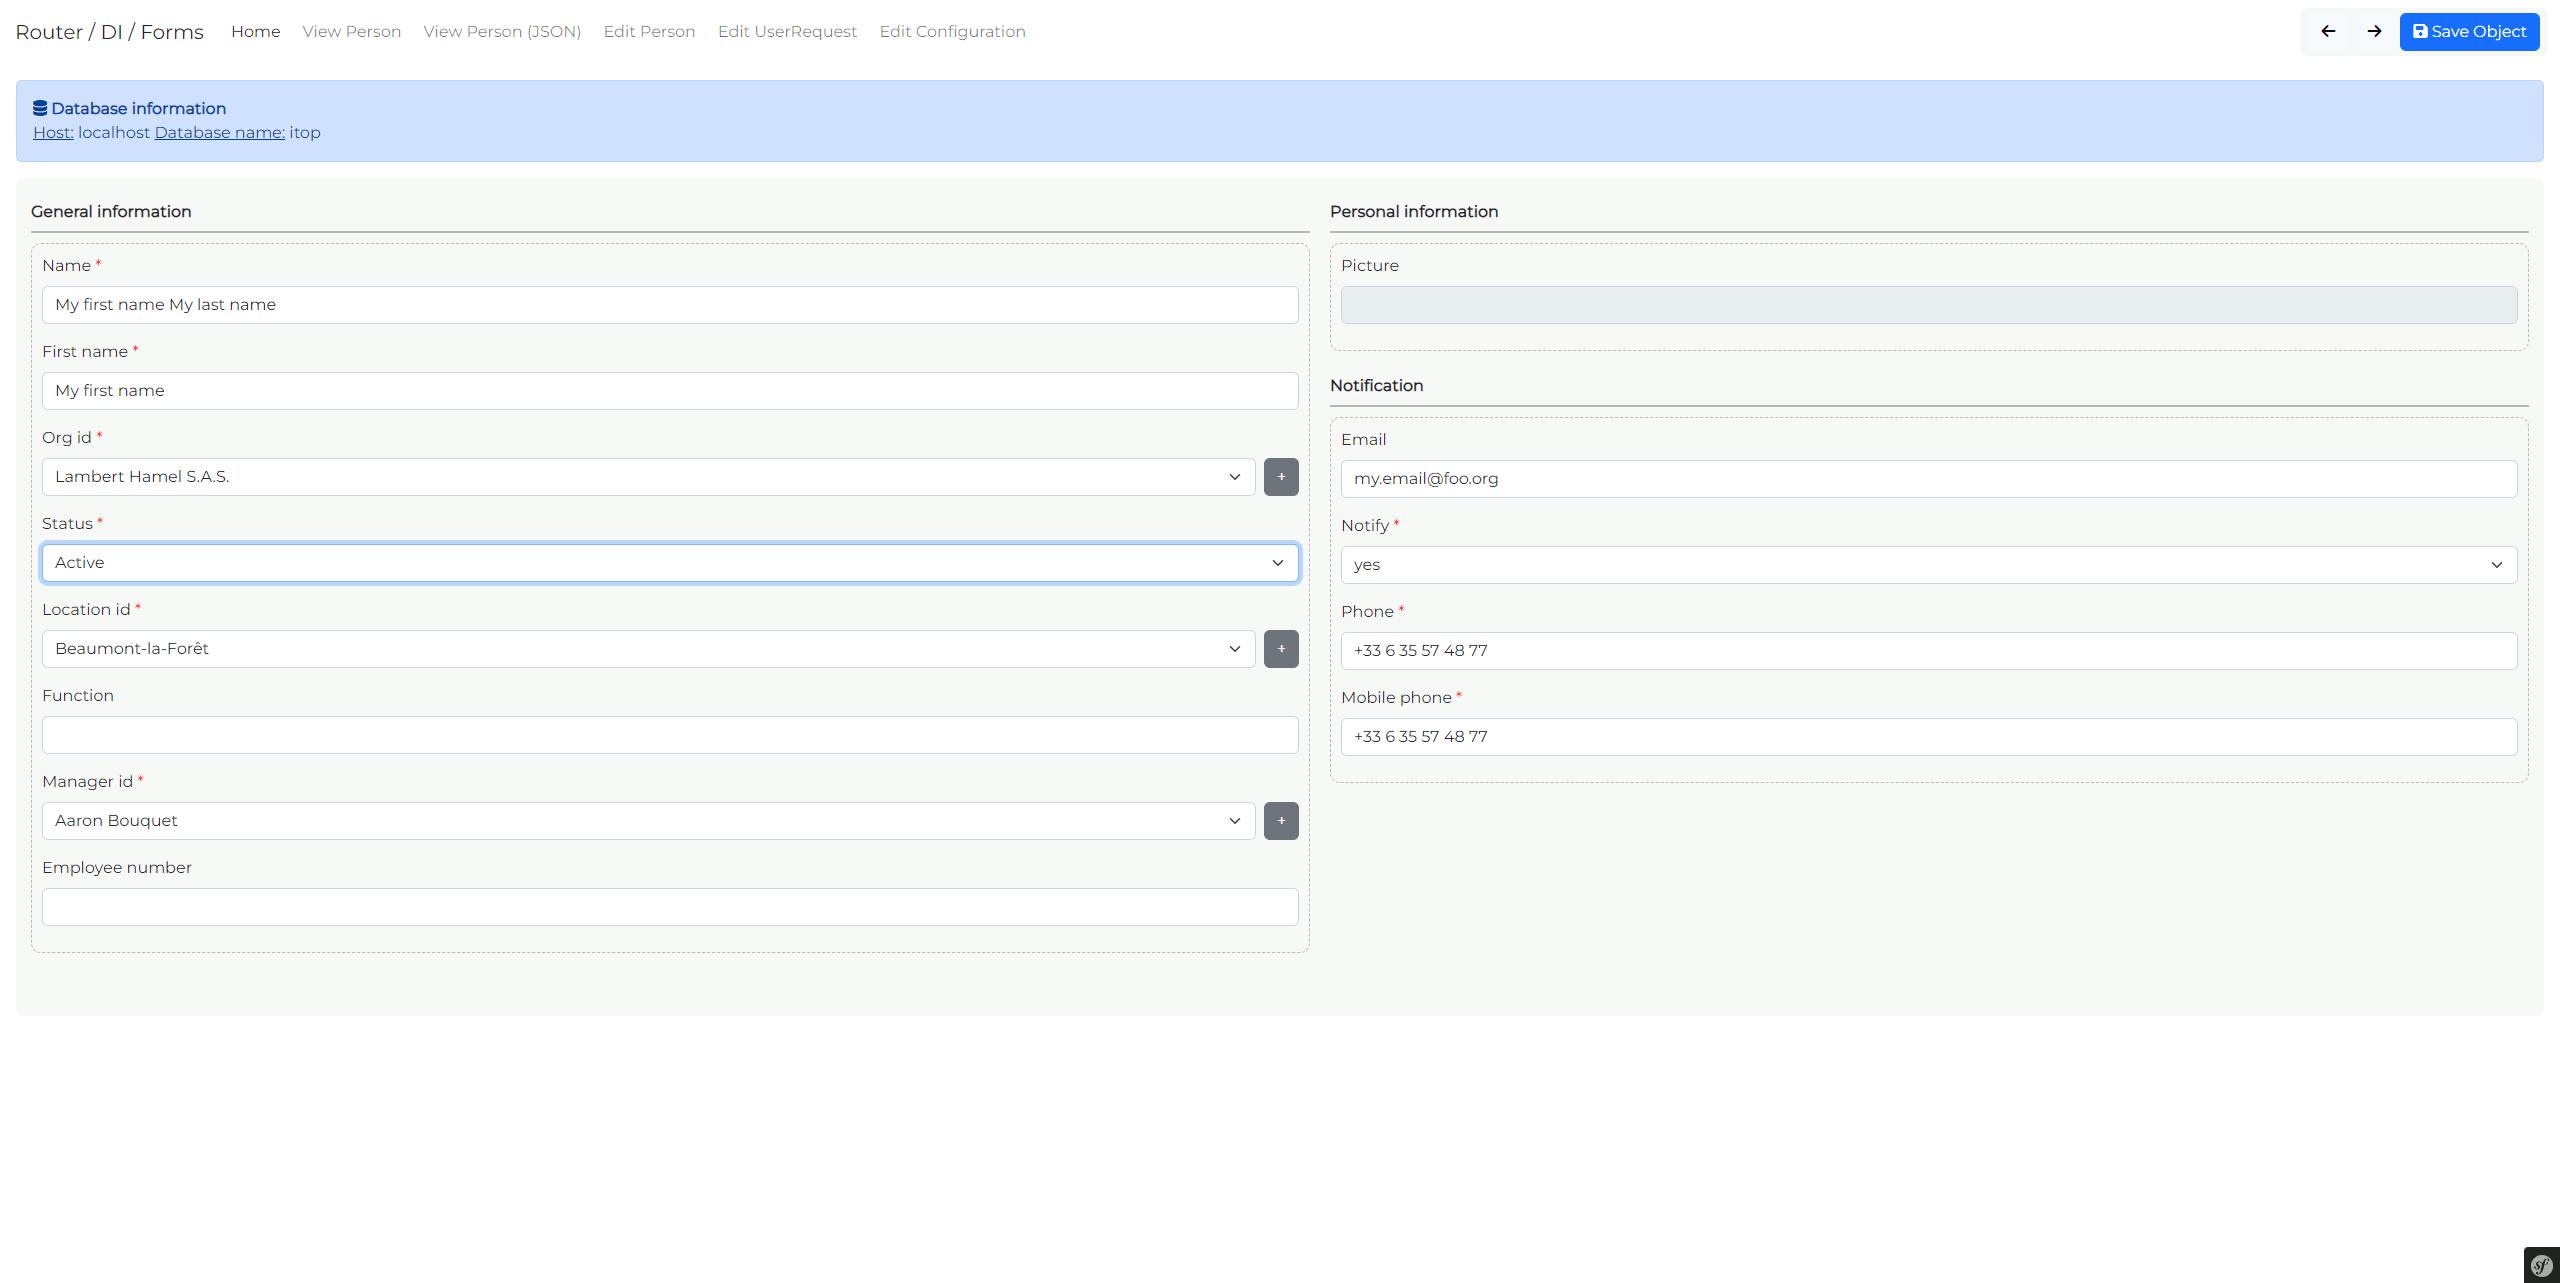 Router / DI / Forms Home View Person View Person (JSON) Edit Person Edit UserRequest Edit Configuration Save Object
Database information
Host: localhost Database name: itop
General information
Name *
My first name My last name
First name *
My first name
Org id *
Lambert Hamel S.A.S.
+
Status *
Active
Location id *
Beaumont-la-Forêt
+
Function
Manager id *
Aaron Bouquet
+
Employee number
Personal information
Picture
Notification
Email
my.email@foo.org
Notify *
yes
Phone *
+33 6 35 57 48 77
Mobile phone *
+33 6 35 57 48 77
sf